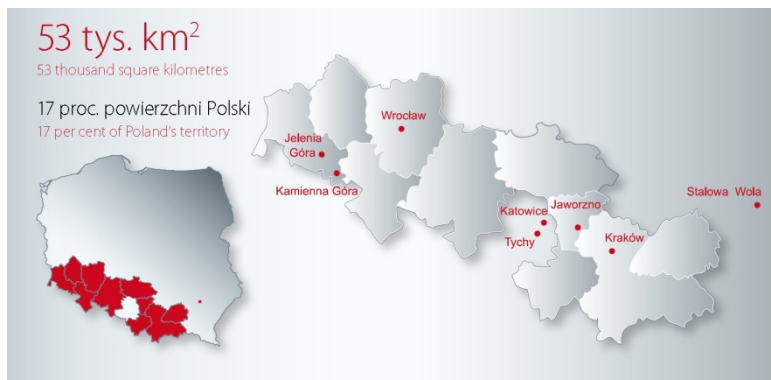 53 tys. km²
53 thousand square kilometres
17 proc. powierzchni Polski
17 per cent of Poland's territory
Wrocław
Jelenia
Góra
Kamienna Góra
Stalowa Wola
Katowice
Jaworzno
Tychy
Kraków